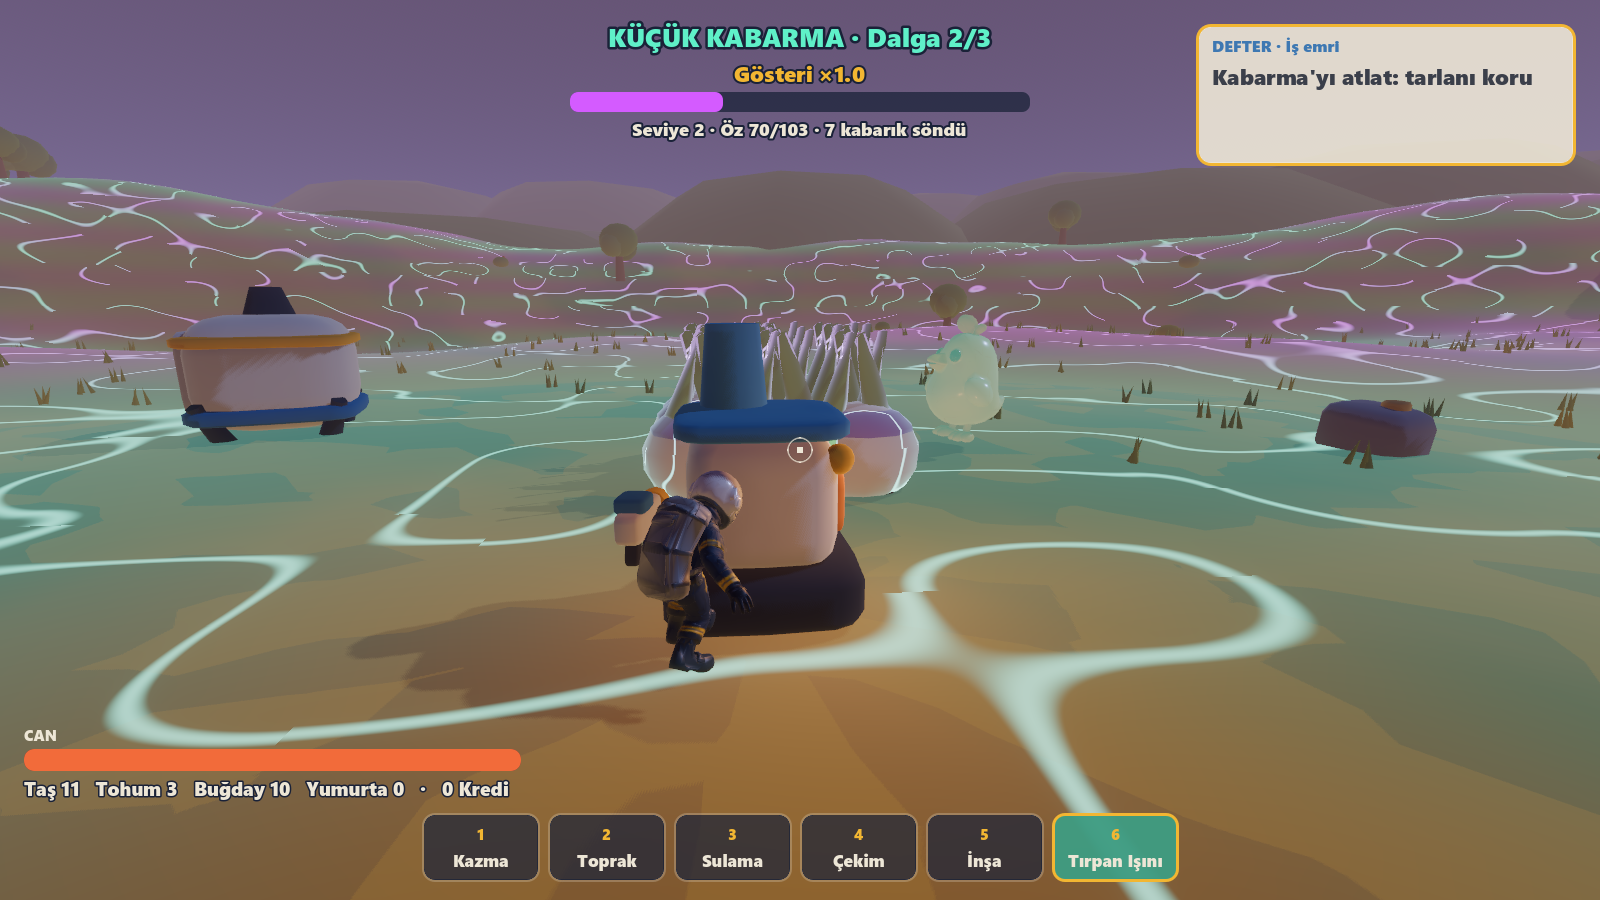 KÜÇÜK KABARMA · Dalga 2/3
Gösteri ×1.0
Seviye 2 · Öz 70/103 · 7 kabarık söndü
DEFTER · İş emri
Kabarma'yı atlat: tarlanı koru
CAN
Taş 11 Tohum 3 Buğday 10 Yumurta 0 · 0 Kredi
1
Kazma
2
Toprak
3
Sulama
4
Çekim
5
İnşa
6
Tırpan Işını